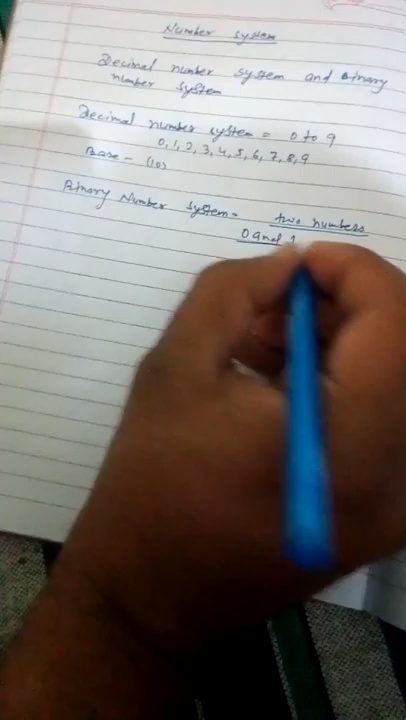 Number system
Decimal number system and Binary
number system
Decimal number system = 0 to 9
0, 1, 2, 3, 4, 5, 6, 7, 8, 9
Base - (10)
Binary Number System- two numbers
0 and 1